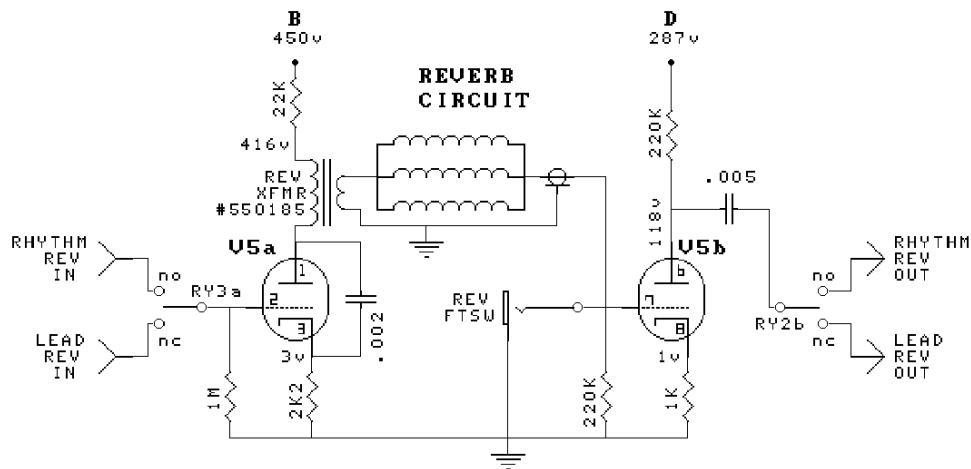 B
450v
D
287v
REVERB
CIRCUIT
22K
416v
220K
REV
XFMR
#550185
.005
118v
V5a
V5b
RHYTHM
REV
IN
no
RY3a
nc
LEAD
REV
IN
1
2
3
3v
.002
1M
2K2
REV
FTSW
220K
6
7
8
1v
1K
no
RY2b
nc
RHYTHM
REV
OUT
LEAD
REV
OUT